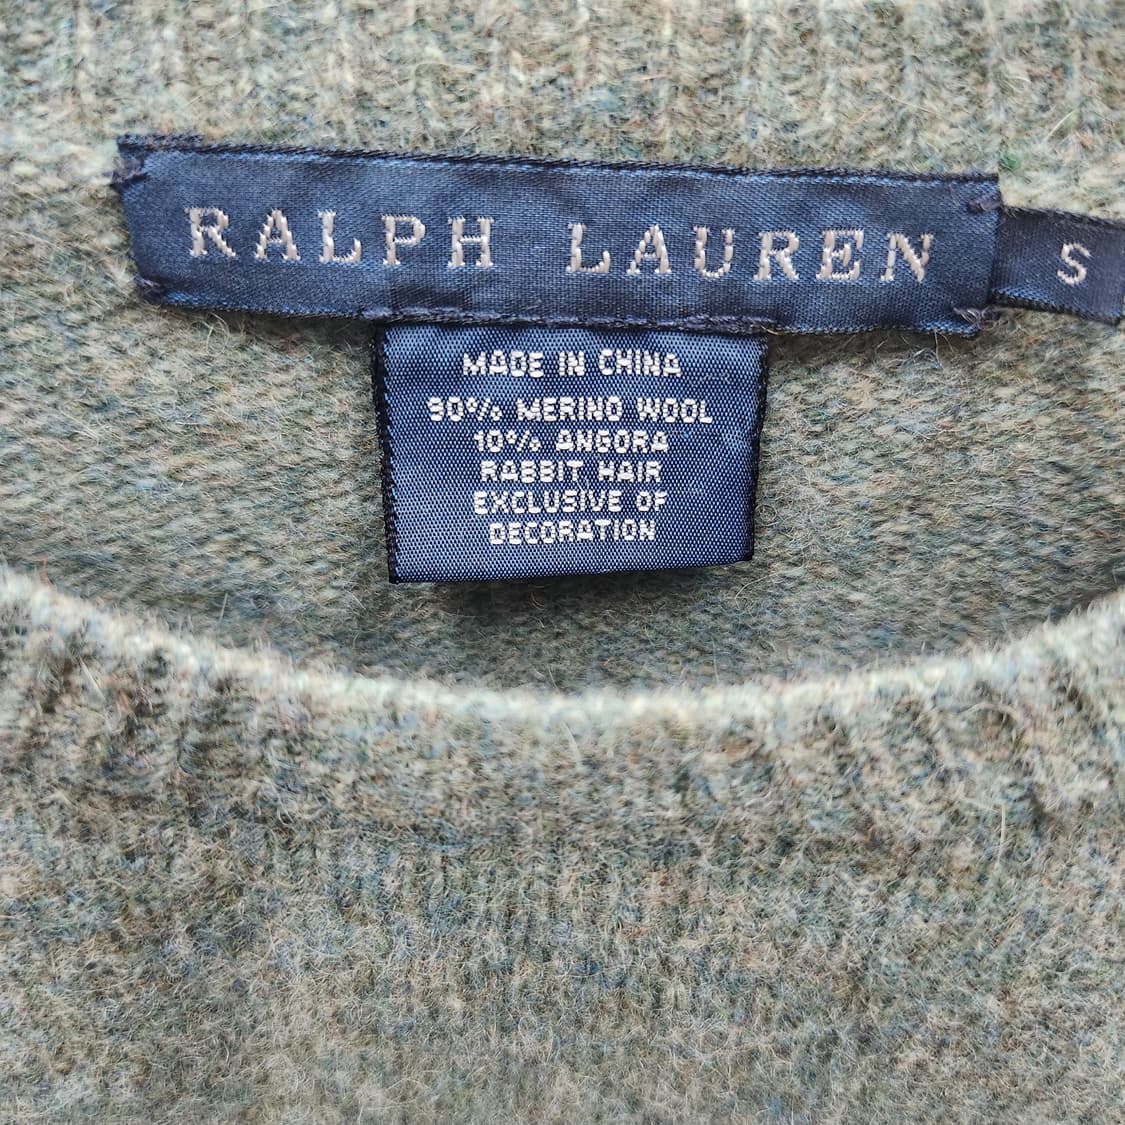 RALPH LAUREN
S
MADE IN CHINA
90% MERINO WOOL
10% ANGORA
RABBIT HAIR
EXCLUSIVE OF
DECORATION